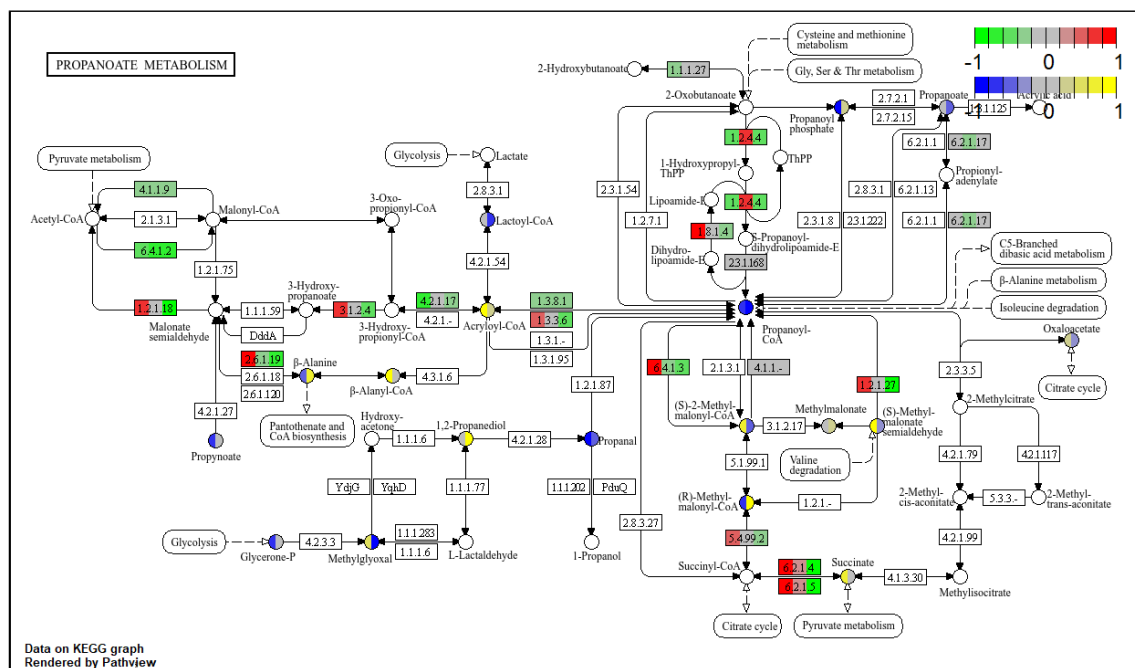 PROPANOATE METABOLISM
-1 0 1
-1 0 1
Cysteine and methionine
metabolism
Gly, Ser & Thr metabolism
2-Hydroxybutanoate
1.1.1.27
2-Oxobutanoate
Propanoyl
phosphate
2.7.2.1
2.7.2.15
Propanoate
1.3.1.125
Acrylic acid
1.2.4.4
ThPP
1-Hydroxypropyl-
ThPP
1.2.4.4
Lipoamide-E
1.8.1.4
S-Propanoyl-
dihydrolipoamide-E
Dihydro-
lipoamide-E
2.3.1.168
2.3.1.54
1.2.7.1
2.3.1.8
2.3.1.222
2.8.3.1
6.2.1.13
6.2.1.1
6.2.1.17
Propionyl-
adenylate
6.2.1.1
6.2.1.17
C5-Branched
dibasic acid metabolism
β-Alanine metabolism
Isoleucine degradation
Propanoyl-
CoA
Pyruvate metabolism
Glycolysis
Lactate
2.8.3.1
Lactoyl-CoA
4.2.1.54
4.1.1.9
Acetyl-CoA
2.1.3.1
Malonyl-CoA
6.4.1.2
3-Oxo-
propionyl-CoA
1.2.1.75
1.2.1.18
Malonate
semialdehyde
1.1.1.59
DddA
3-Hydroxy-
propanoate
3.1.2.4
3-Hydroxy-
propionyl-CoA
4.2.1.17
4.2.1.-
Acryloyl-CoA
1.3.8.1
1.3.3.6
1.3.1.-
1.3.1.95
2.6.1.19
2.6.1.18
2.6.1.120
β-Alanine
β-Alanyl-CoA
4.3.1.6
Pantothenate and
CoA biosynthesis
4.2.1.27
Propynoate
1.2.1.87
Hydroxy-
acetone
1.1.1.6
1,2-Propanediol
4.2.1.28
Propanal
YdjG
YqhD
1.1.1.77
1.1.1.202
PduQ
Glycolysis
Glycerone-P
4.2.3.3
Methylglyoxal
1.1.1.283
1.1.1.6
L-Lactaldehyde
1-Propanol
6.4.1.3
2.1.3.1
4.1.1.-
1.2.1.27
(S)-2-Methyl-
malonyl-CoA
3.1.2.17
Methylmalonate
(S)-Methyl-
malonate
semialdehyde
Valine
degradation
5.1.99.1
(R)-Methyl-
malonyl-CoA
1.2.1.-
2.8.3.27
5.4.99.2
Succinyl-CoA
6.2.1.4
6.2.1.5
Succinate
4.1.3.30
Methylisocitrate
Citrate cycle
Pyruvate metabolism
Oxaloacetate
2.3.3.5
Citrate cycle
2-Methylcitrate
4.2.1.79
4.2.1.117
2-Methyl-
cis-aconitate
5.3.3.-
2-Methyl-
trans-aconitate
4.2.1.99
Data on KEGG graph
Rendered by Pathview